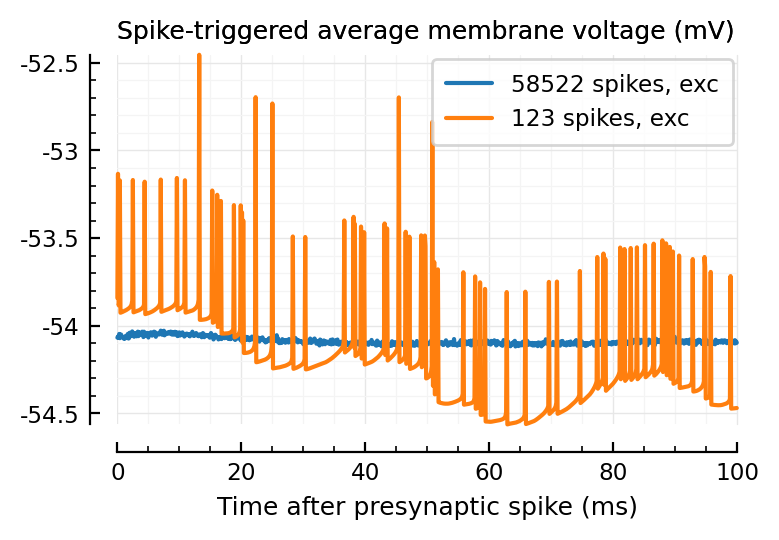 Spike-triggered average membrane voltage (mV)
58522 spikes, exc
123 spikes, exc
-52.5
-53
-53.5
-54
-54.5
0 20 40 60 80 100
Time after presynaptic spike (ms)